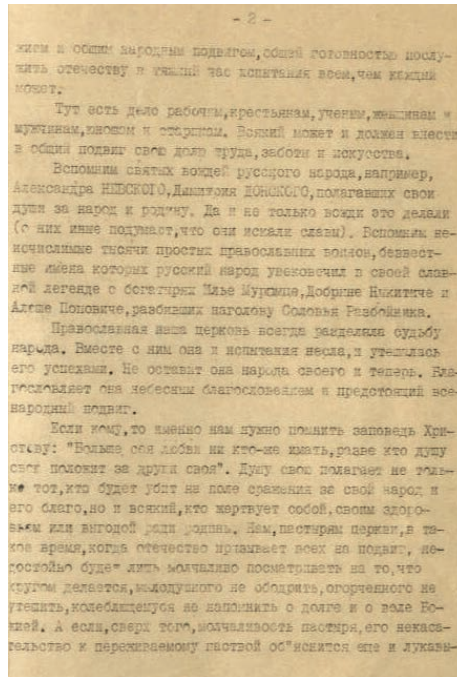 - 2 -
жием и общим народным подвигом,общей готовностью послу-
жить отечеству в тяжкий час испытания всем,чем каждый
может.
Тут есть дело рабочим,крестьянам,ученым,женщинам и
мужчинам,юношам и старикам. Всякий может и должен внести
в общий подвиг свою долю труда,заботы и искусства.
Вспомним святых вождей русского народа,например,
Александра НЕВСКОГО,Димитрия ДОНСКОГО,полагавших свои
души за народ и родину. Да и не только вожди это делали
(о них иные подумают,что они искали славы). Вспомним не-
исчислимые тысячи простых православных воинов,безвест-
ные имена которых русский народ увековечил в своей слав-
ной легенде о богатырях Илье Муромце,Добрыне Никитиче и
Алеше Поповиче,разбивших наголову Соловья Разбойника.
Православная наша церковь всегда разделяла судьбу
народа. Вместе с ним она и испытания несла,и утешалась
его успехами. Не оставит она народа своего и теперь. Бла-
гословляет она небесным благословением и предстоящий все-
народный подвиг.
Если кому,то именно нам нужно помнить заповедь Хри-
стову: "Больше сея любви ни кто-же имать,разве кто душу
свою положит за други своя". Душу свою полагает не толь-
ко тот,кто будет убит на поле сражения за свой народ и
его благо,но и всякий,кто жертвует собой,своим здоро-
вьем или выгодой ради родины. Нам,пастырям церкви,в та-
кое время,когда отечество призывает всех на подвиг, не-
достойно будет лишь молчаливо посматривать на то,что
кругом делается,малодушного не ободрить,огорченного не
утешить,колеблющемуся не напомнить о долге и о воле Бо-
жией. А если,сверх того,молчаливость пастыря,его некаса-
тельство к переживаемому паствой об"яснится еще и лукавы-